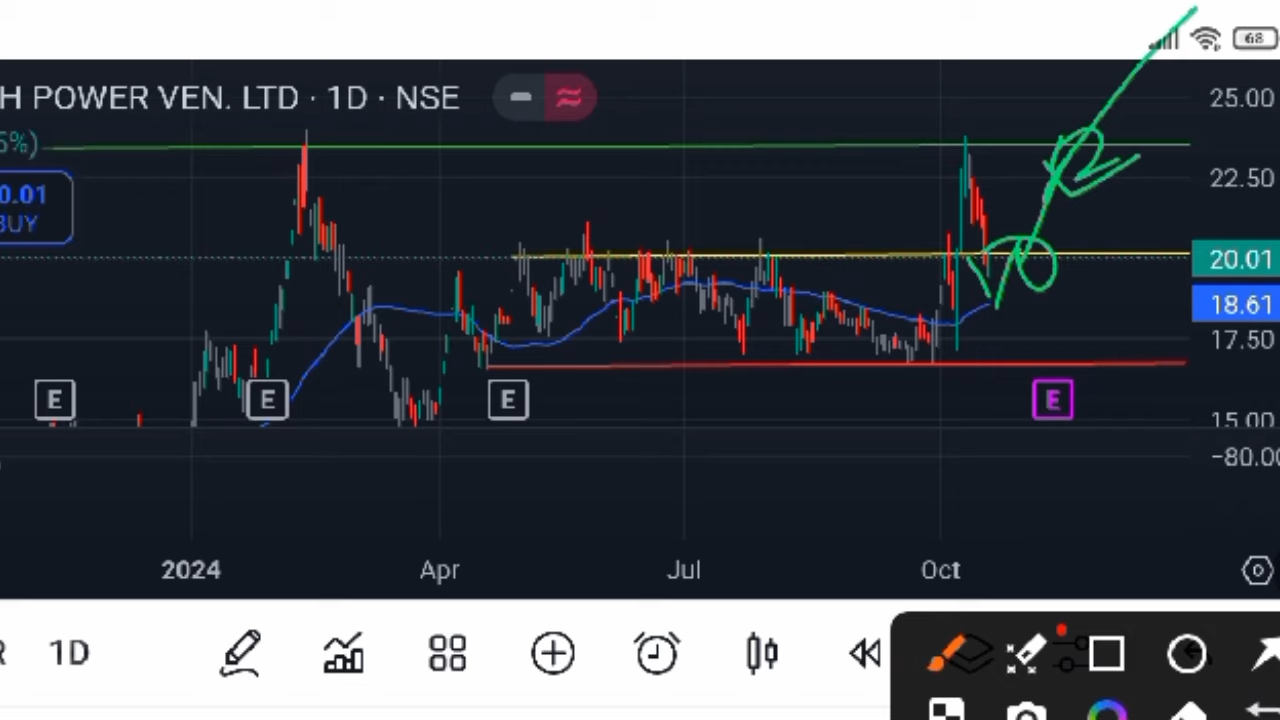 68
H POWER VEN. LTD · 1D · NSE
25.00
5%)
22.50
0.01
BUY
20.01
18.61
17.50
E
E
E
E
15.00
−80.00
2024
Apr
Jul
Oct
1D